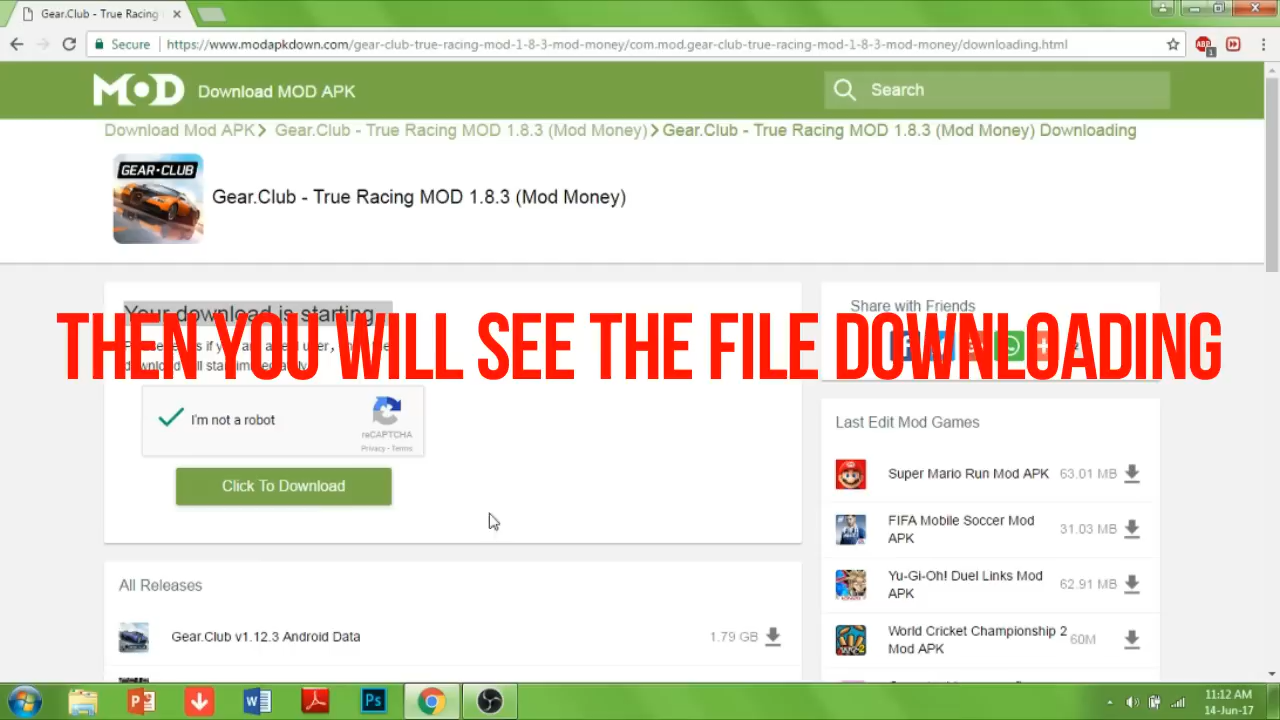 Gear.Club - True Racing
Secure
https://www.modapkdown.com/gear-club-true-racing-mod-1-8-3-mod-money/com.mod.gear-club-true-racing-mod-1-8-3-mod-money/downloading.html
ABP
1
MOD Download MOD APK
Search
Download Mod APK > Gear.Club - True Racing MOD 1.8.3 (Mod Money) > Gear.Club - True Racing MOD 1.8.3 (Mod Money) Downloading
GEAR•CLUB
Gear.Club - True Racing MOD 1.8.3 (Mod Money)
Your download is starting
Share with Friends
THEN YOU WILL SEE THE FILE DOWNLOADING
I'm not a robot
reCAPTCHA
Privacy - Terms
Click To Download
Last Edit Mod Games
Super Mario Run Mod APK 63.01 MB
FIFA Mobile Soccer Mod
APK
31.03 MB
Yu-Gi-Oh! Duel Links Mod
APK
62.91 MB
World Cricket Championship 2
Mod APK
60M
All Releases
Gear.Club v1.12.3 Android Data 1.79 GB
11:12 AM
14-Jun-17